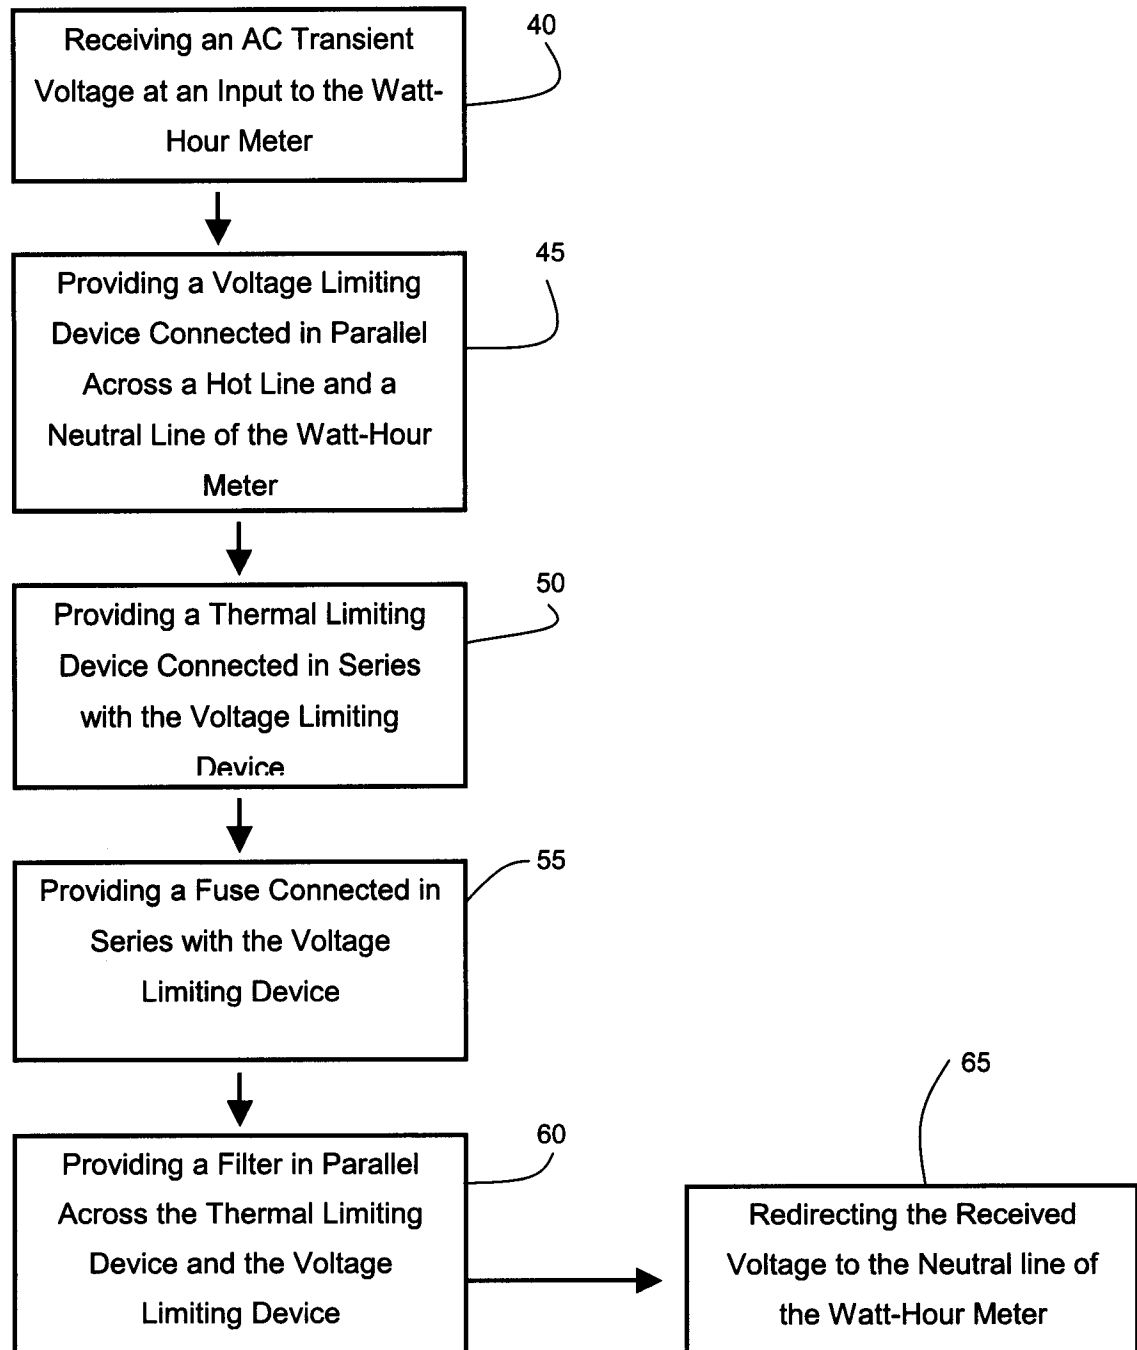 Receiving an AC Transient
Voltage at an Input to the Watt-
Hour Meter
40
Providing a Voltage Limiting
Device Connected in Parallel
Across a Hot Line and a
Neutral Line of the Watt-Hour
Meter
45
Providing a Thermal Limiting
Device Connected in Series
with the Voltage Limiting
Device
50
Providing a Fuse Connected in
Series with the Voltage
Limiting Device
55
Providing a Filter in Parallel
Across the Thermal Limiting
Device and the Voltage
Limiting Device
60
Redirecting the Received
Voltage to the Neutral line of
the Watt-Hour Meter
65